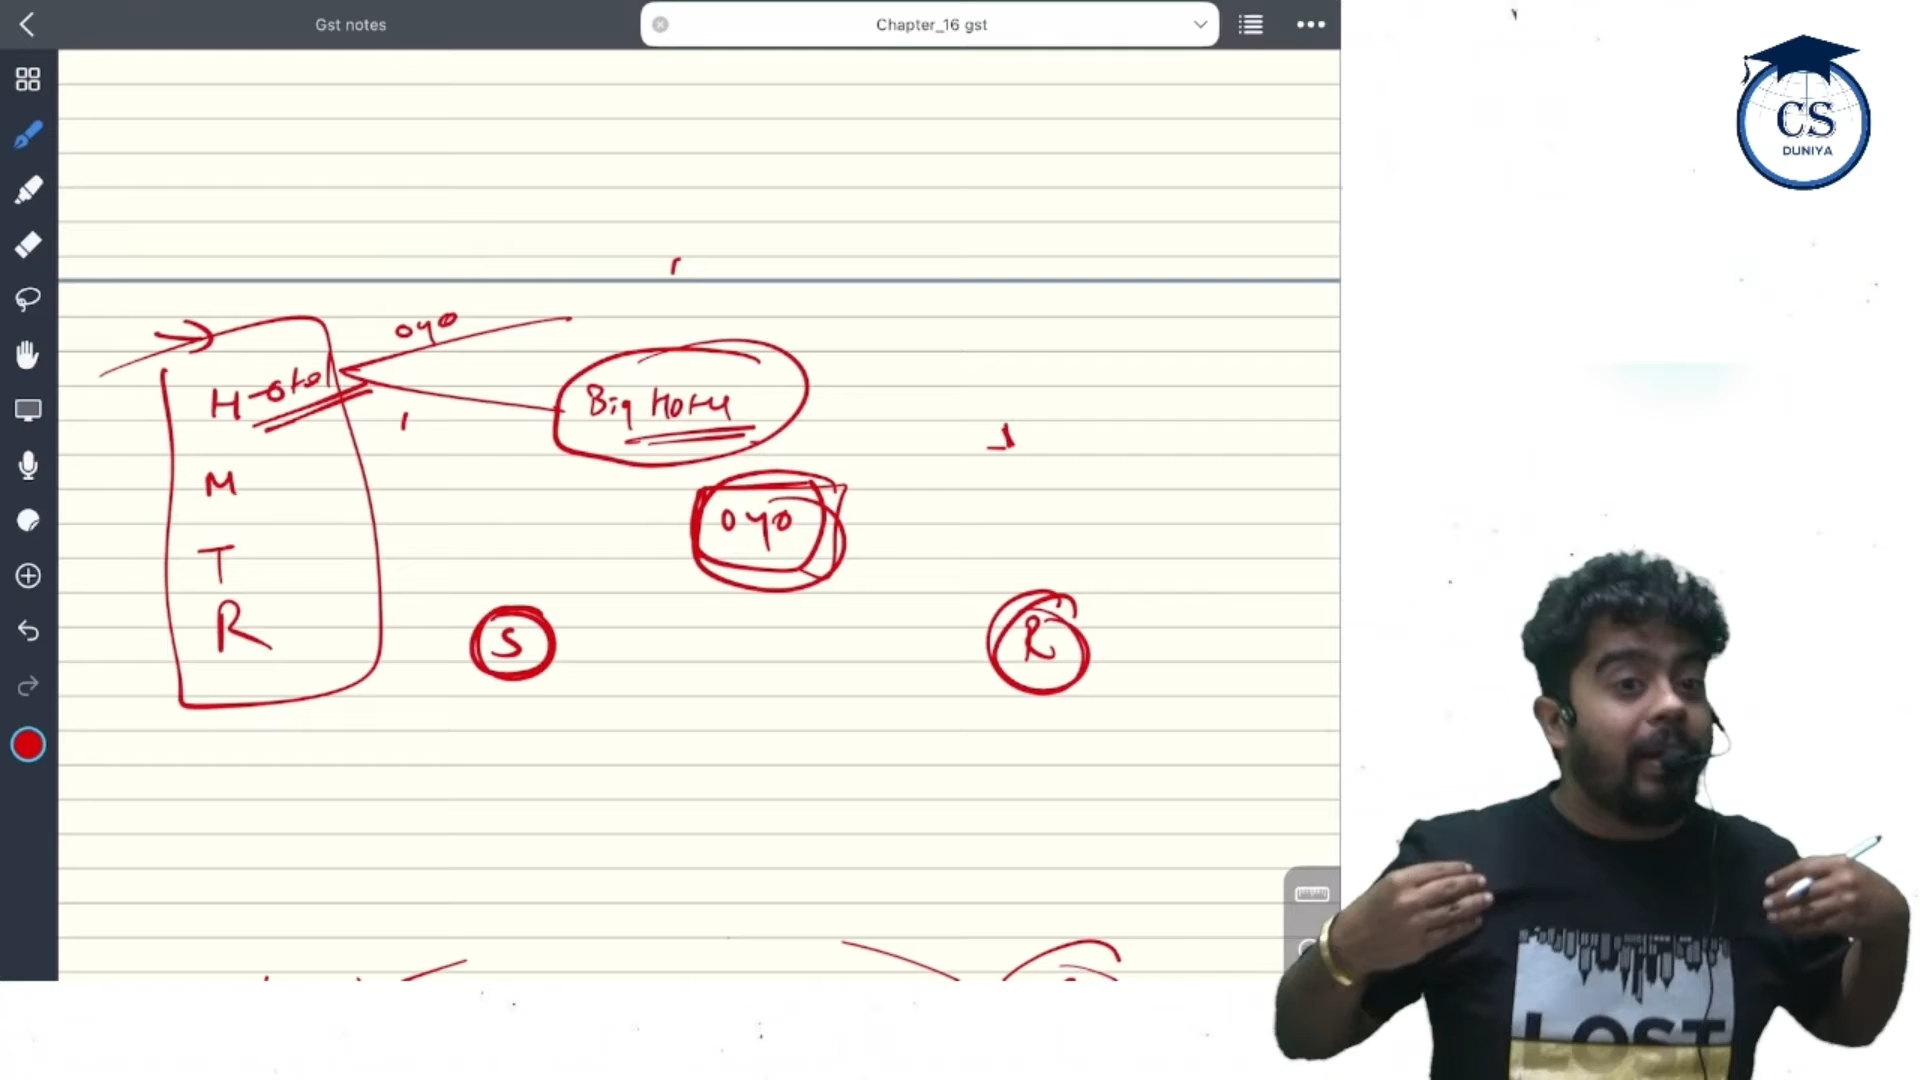 Gst notes
Chapter_16 gst
CS
DUNIYA
oyo
Hotel
Big Hotel
M
oyo
T
R
S
R
LOST